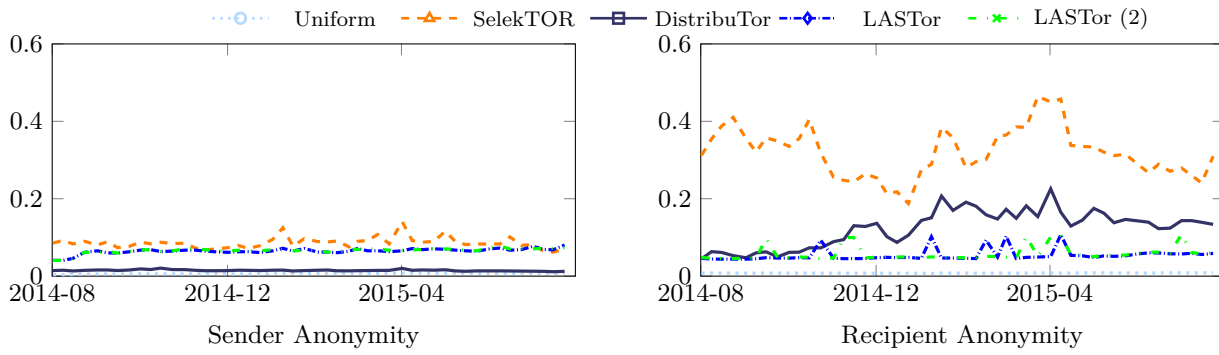 Uniform SelekTOR DistribuTor LASTor LASTor (2)
0.6 0.6
0.4 0.4
0.2 0.2
0 0
2014-08 2014-12 2015-04 2014-08 2014-12 2015-04
Sender Anonymity Recipient Anonymity